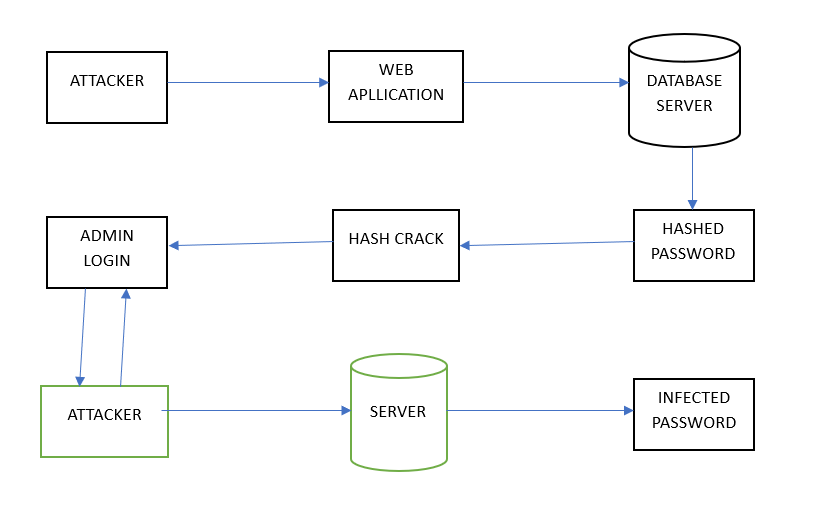 ATTACKER
WEB
APLLICATION
DATABASE
SERVER
ADMIN
LOGIN
HASH CRACK
HASHED
PASSWORD
ATTACKER
SERVER
INFECTED
PASSWORD